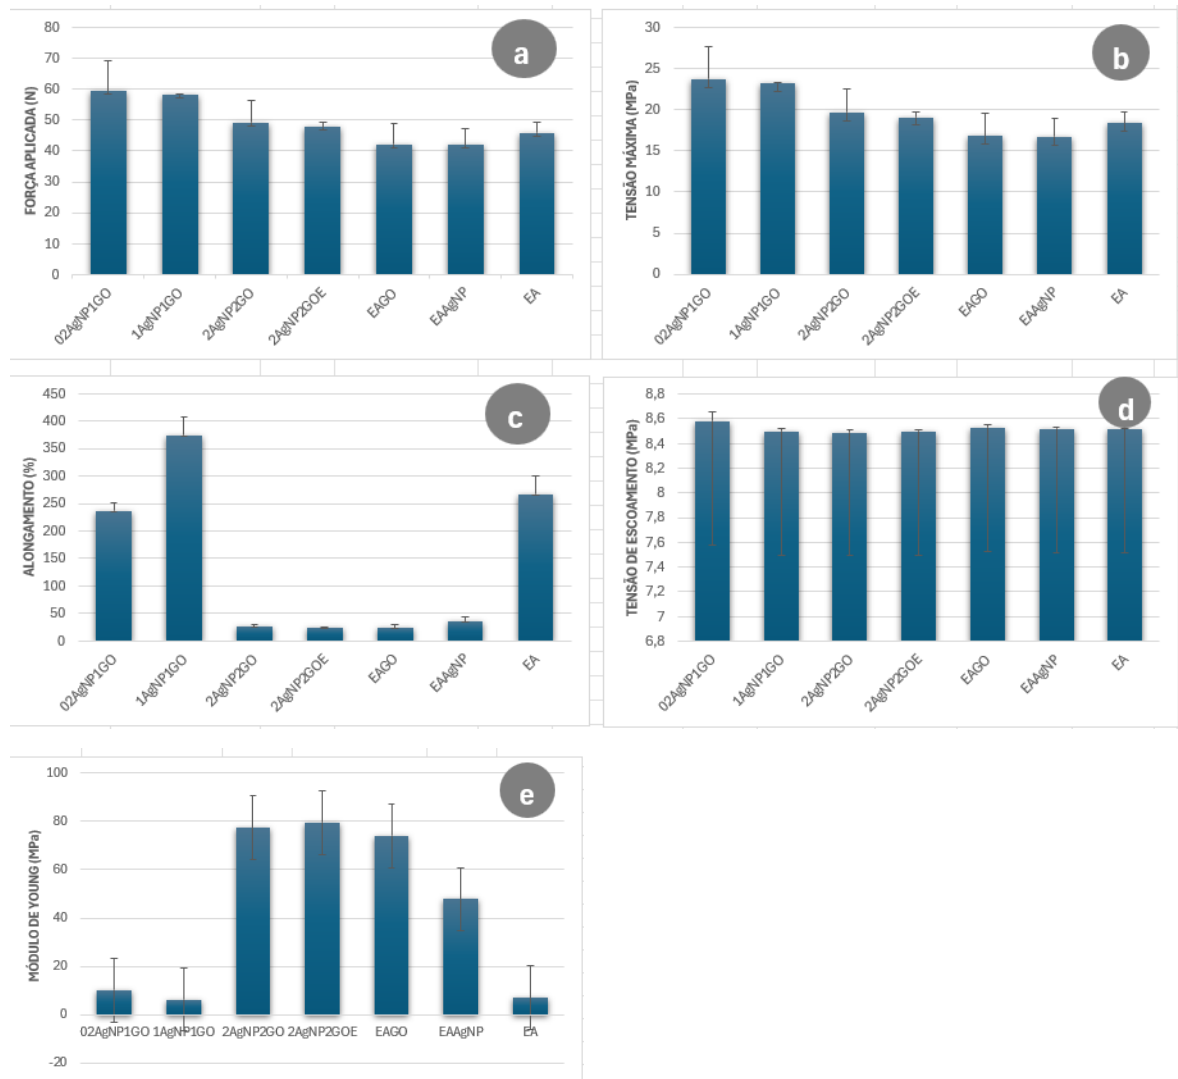 a
FORÇA APLICADA (N)
80
70
60
50
40
30
20
10
0
02AgNP1GO
1AgNP1GO
2AgNP2GO
2AgNP2GOE
EAGO
EAAgNP
EA
b
TENSÃO MÁXIMA (MPa)
30
25
20
15
10
5
0
02AgNP1GO
1AgNP1GO
2AgNP2GO
2AgNP2GOE
EAGO
EAAgNP
EA
c
ALONGAMENTO (%)
450
400
350
300
250
200
150
100
50
0
02AgNP1GO
1AgNP1GO
2AgNP2GO
2AgNP2GOE
EAGO
EAAgNP
EA
d
TENSÃO DE ESCOAMENTO (MPa)
8,8
8,6
8,4
8,2
8
7,8
7,6
7,4
7,2
7
6,8
02AgNP1GO
1AgNP1GO
2AgNP2GO
2AgNP2GOE
EAGO
EAAgNP
EA
e
MÓDULO DE YOUNG (MPa)
100
80
60
40
20
0
-20
02AgNP1GO
1AgNP1GO
2AgNP2GO
2AgNP2GOE
EAGO
EAAgNP
EA